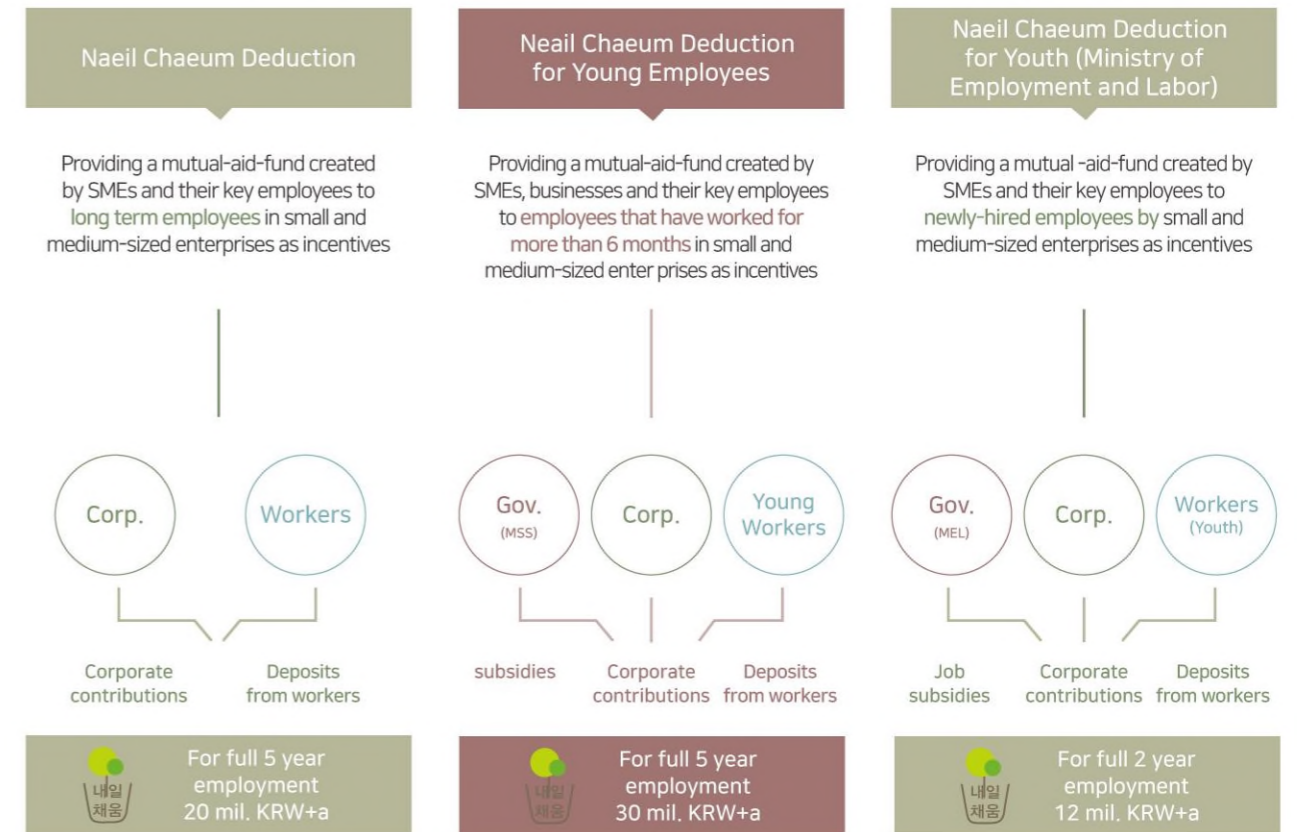 Naeil Chaeum Deduction
Providing a mutual-aid-fund created
by SMEs and their key employees to
long term employees in small and
medium-sized enterprises as incentives
Corp.
Workers
Corporate
contributions
Deposits
from workers
내일
채움
For full 5 year
employment
20 mil. KRW+a
Neail Chaeum Deduction
for Young Employees
Providing a mutual-aid-fund created by
SMEs, businesses and their key employees
to employees that have worked for
more than 6 months in small and
medium-sized enter prises as incentives
Gov.
(MSS)
Corp.
Young
Workers
subsidies
Corporate
contributions
Deposits
from workers
내일
채움
For full 5 year
employment
30 mil. KRW+a
Naeil Chaeum Deduction
for Youth (Ministry of
Employment and Labor)
Providing a mutual -aid-fund created by
SMEs and their key employees to
newly-hired employees by small and
medium-sized enterprises as incentives
Gov.
(MEL)
Corp.
Workers
(Youth)
Job
subsidies
Corporate
contributions
Deposits
from workers
내일
채움
For full 2 year
employment
12 mil. KRW+a